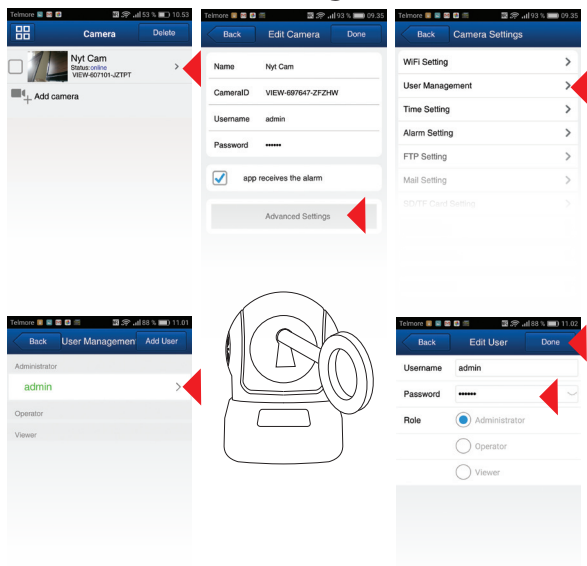 Telmore 53 % 10.53
Camera Delete
Nyt Cam
Status:online
VIEW-607101-JZTPT
Add camera
Telmore 93 % 09.35
Back Edit Camera Done
Name Nyt Cam
CameraID VIEW-697647-ZFZHW
Username admin
Password ••••••
app receives the alarm
Advanced Settings
Telmore 93 % 09.35
Back Camera Settings
WiFi Setting
User Management
Time Setting
Alarm Setting
FTP Setting
Mail Setting
SD/TF Card Setting
Telmore 88 % 11.01
Back User Managemen Add User
Administrator
admin
Operator
Viewer
Telmore 88 % 11.02
Back Edit User Done
Username admin
Password ••••••
Role Administrator
Operator
Viewer